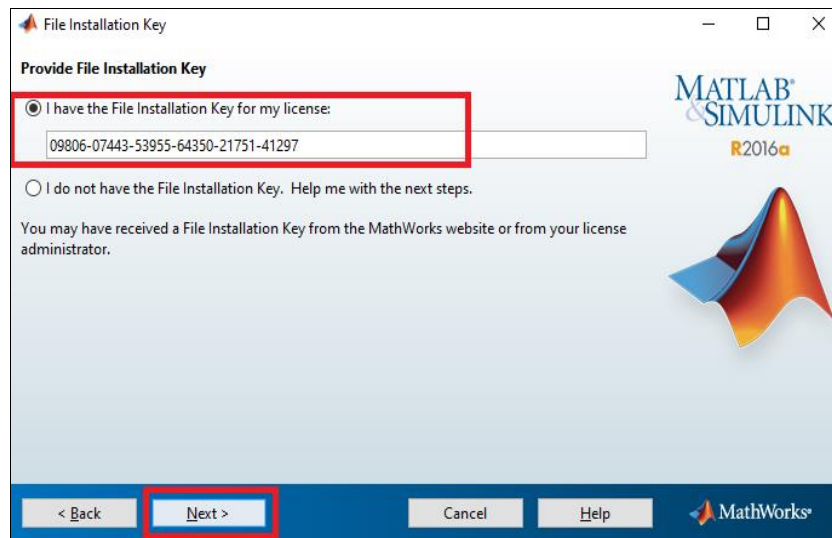 File Installation Key
Provide File Installation Key
I have the File Installation Key for my license:
09806-07443-53955-64350-21751-41297
I do not have the File Installation Key. Help me with the next steps.
You may have received a File Installation Key from the MathWorks website or from your license
administrator.
MATLAB®
&SIMULINK
R2016a
< Back
Next >
Cancel
Help
MathWorks®